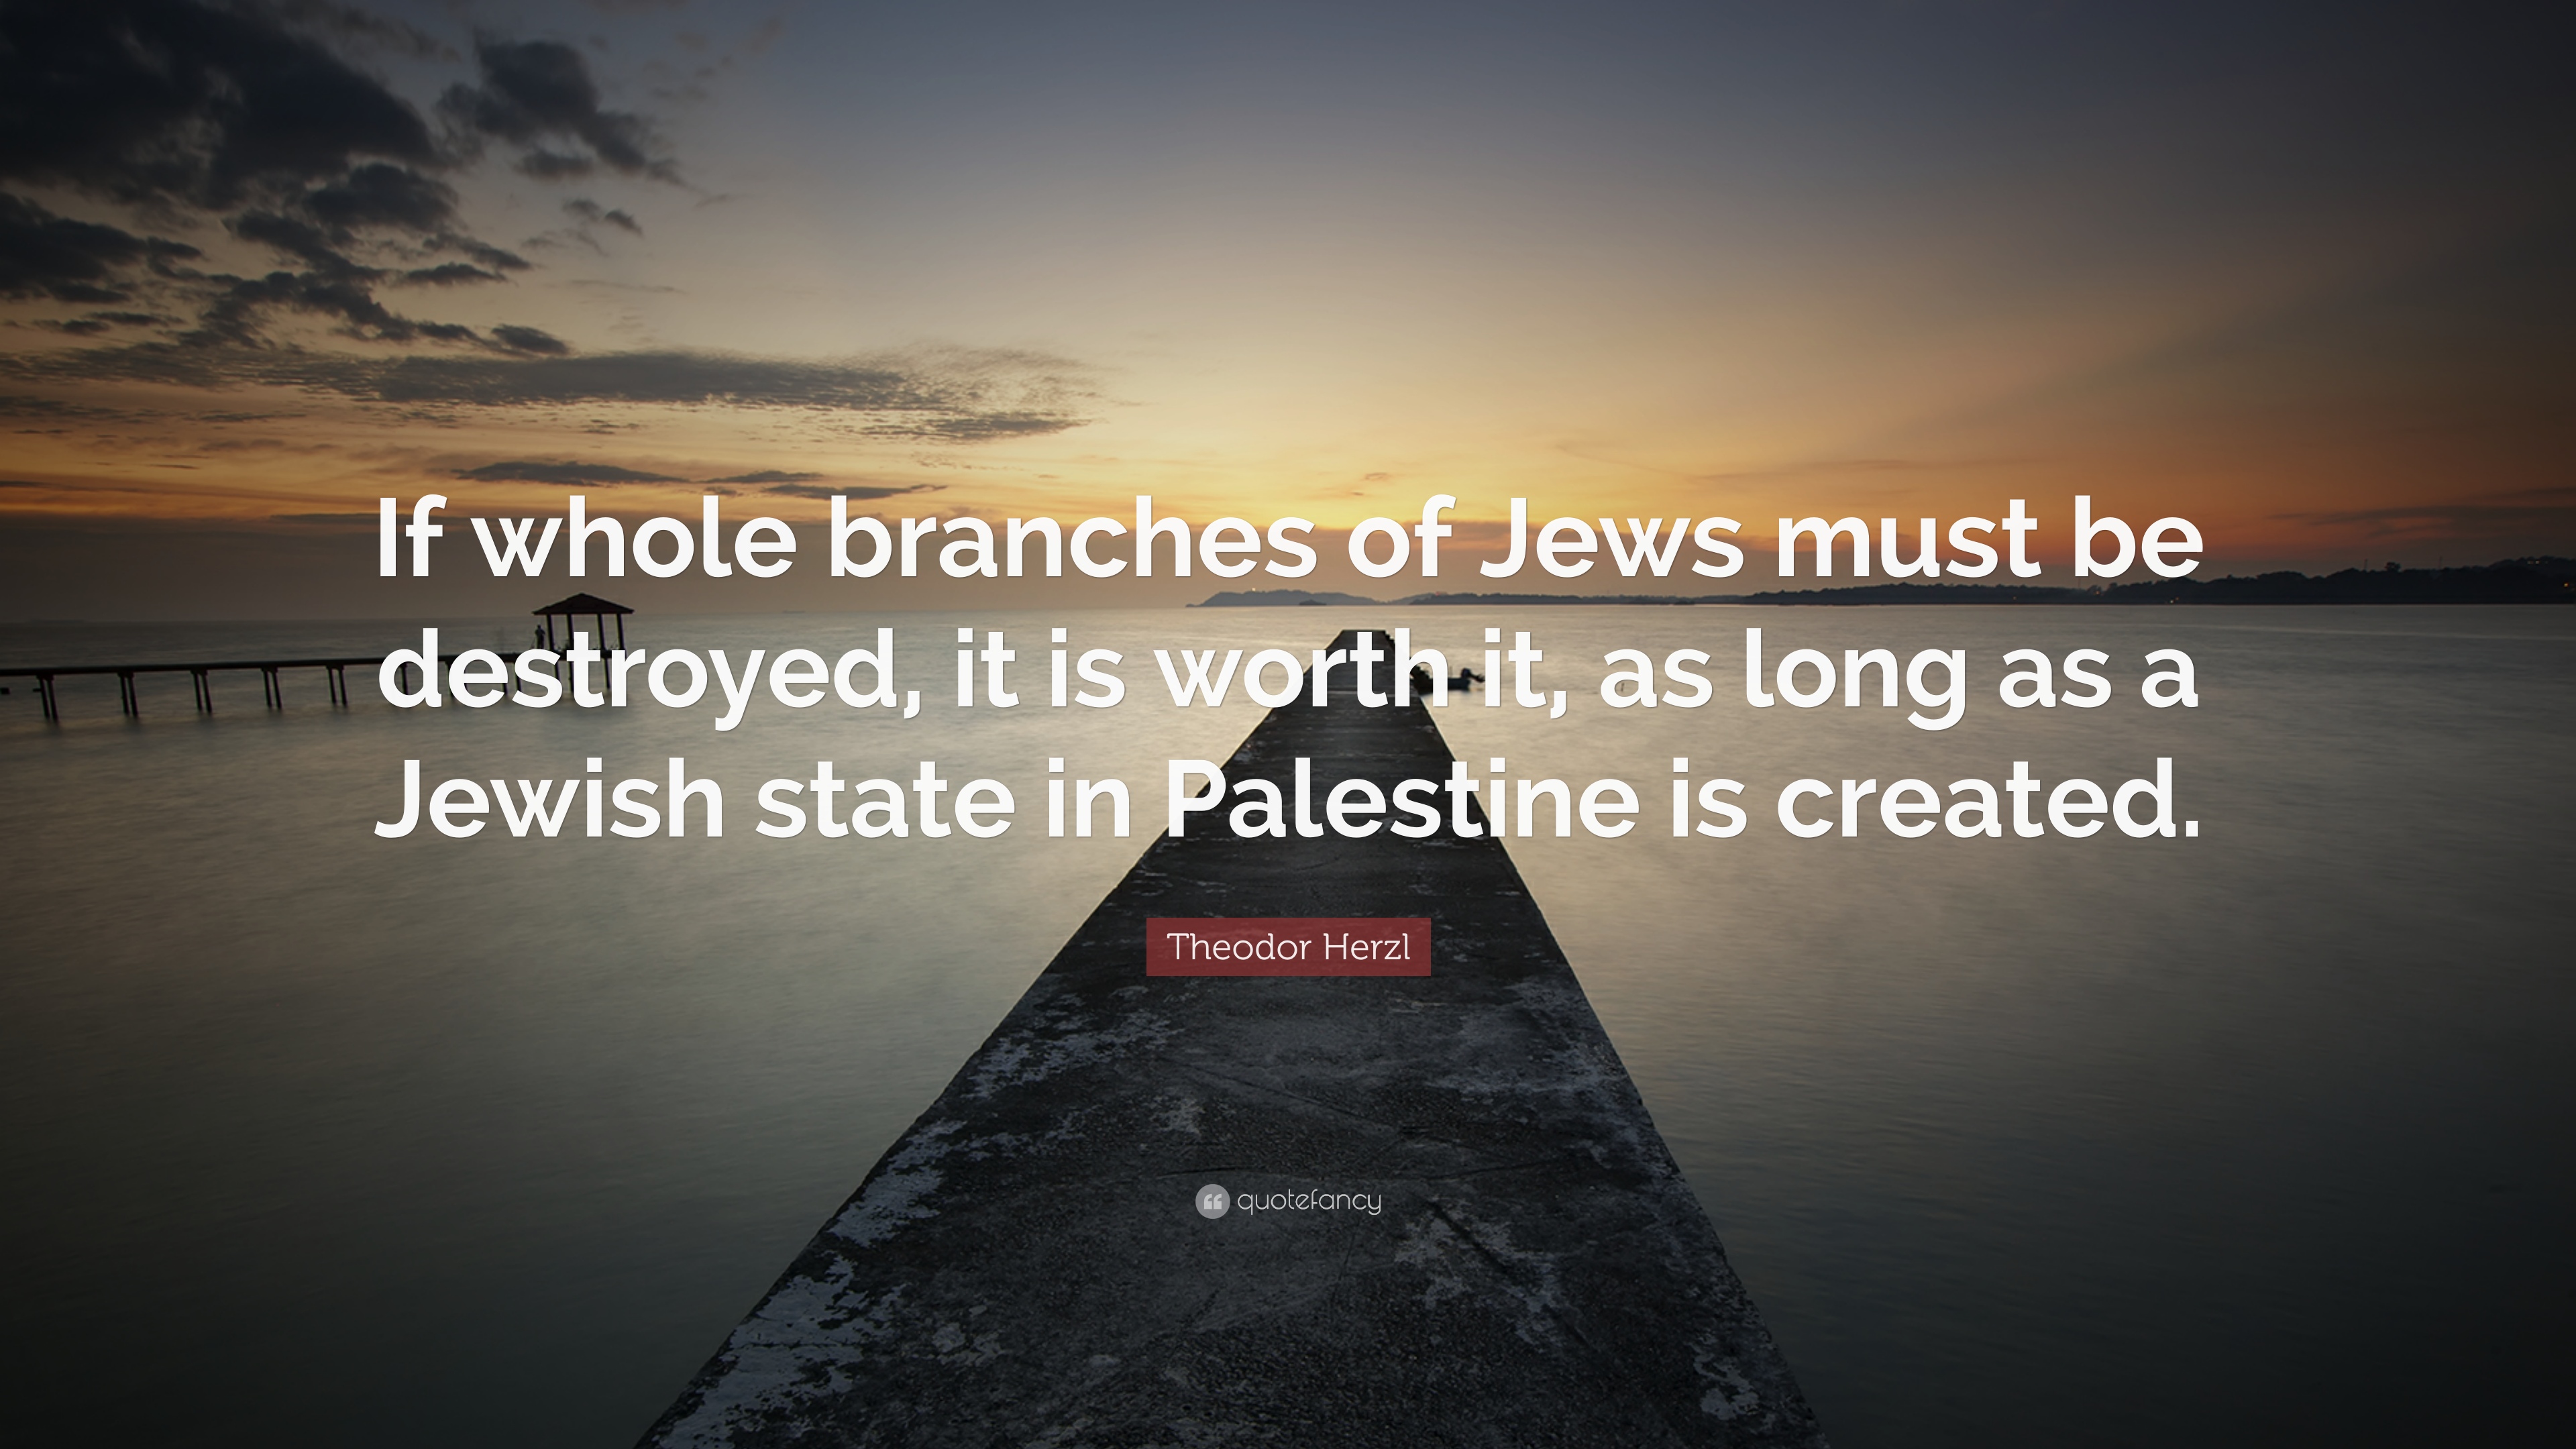 If whole branches of Jews must be
destroyed, it is worth it, as long as a
Jewish state in Palestine is created.
Theodor Herzl
quotefancy